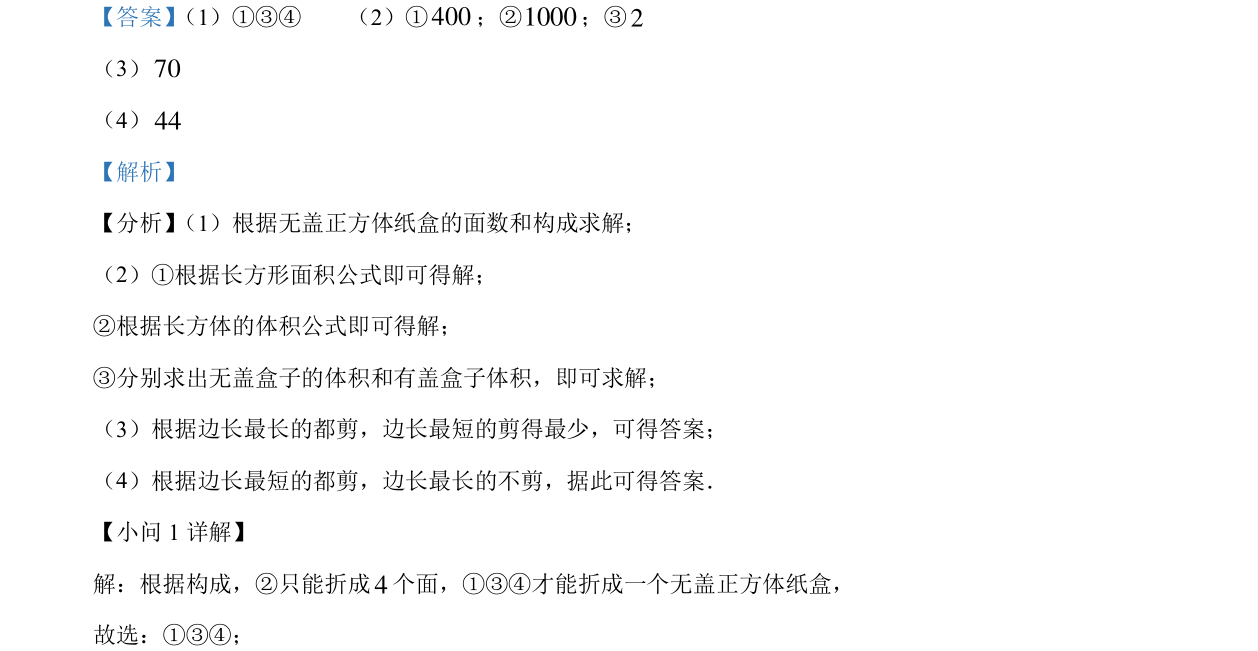 【答案】（1）①③④ （2）①400；②1000；③2
（3）70
（4）44
【解析】
【分析】（1）根据无盖正方体纸盒的面数和构成求解；
（2）①根据长方形面积公式即可得解；
②根据长方体的体积公式即可得解；
③分别求出无盖盒子的体积和有盖盒子体积，即可求解；
（3）根据边长最长的都剪，边长最短的剪得最少，可得答案；
（4）根据边长最短的都剪，边长最长的不剪，据此可得答案．
【小问 1 详解】
解：根据构成，②只能折成4个面，①③④才能折成一个无盖正方体纸盒，
故选：①③④；